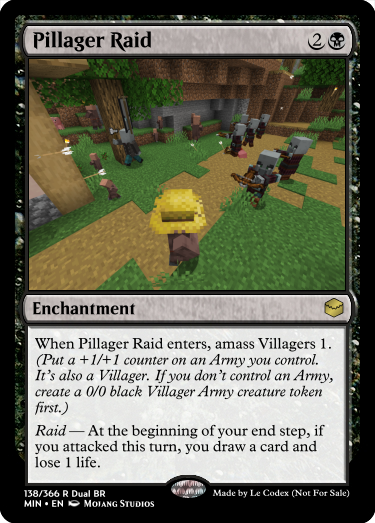 Pillager Raid 2
Enchantment
When Pillager Raid enters, amass Villagers 1.
(Put a +1/+1 counter on an Army you control.
It's also a Villager. If you don't control an Army,
create a 0/0 black Villager Army creature token
first.)
Raid — At the beginning of your end step, if
you attacked this turn, you draw a card and
lose 1 life.
138/366 R Dual BR
MIN • EN Mojang Studios
Made by Le Codex (Not For Sale)